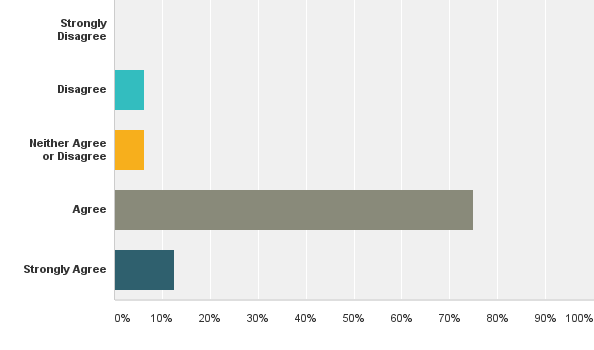 Strongly
Disagree
Disagree
Neither Agree
or Disagree
Agree
Strongly Agree
0% 10% 20% 30% 40% 50% 60% 70% 80% 90% 100%